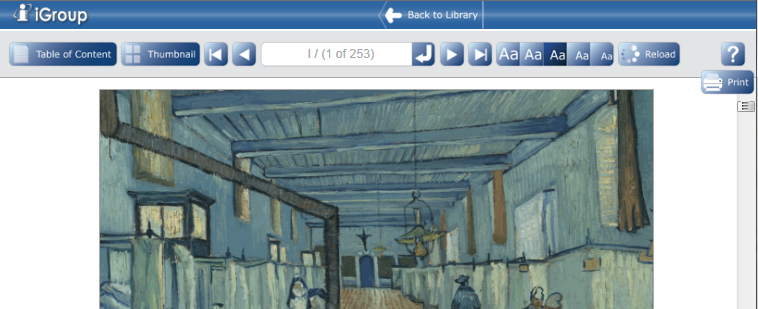 iGroup
Back to Library
Table of Content
Thumbnail
I / (1 of 253)
Aa Aa Aa Aa Aa
Reload
?
Print